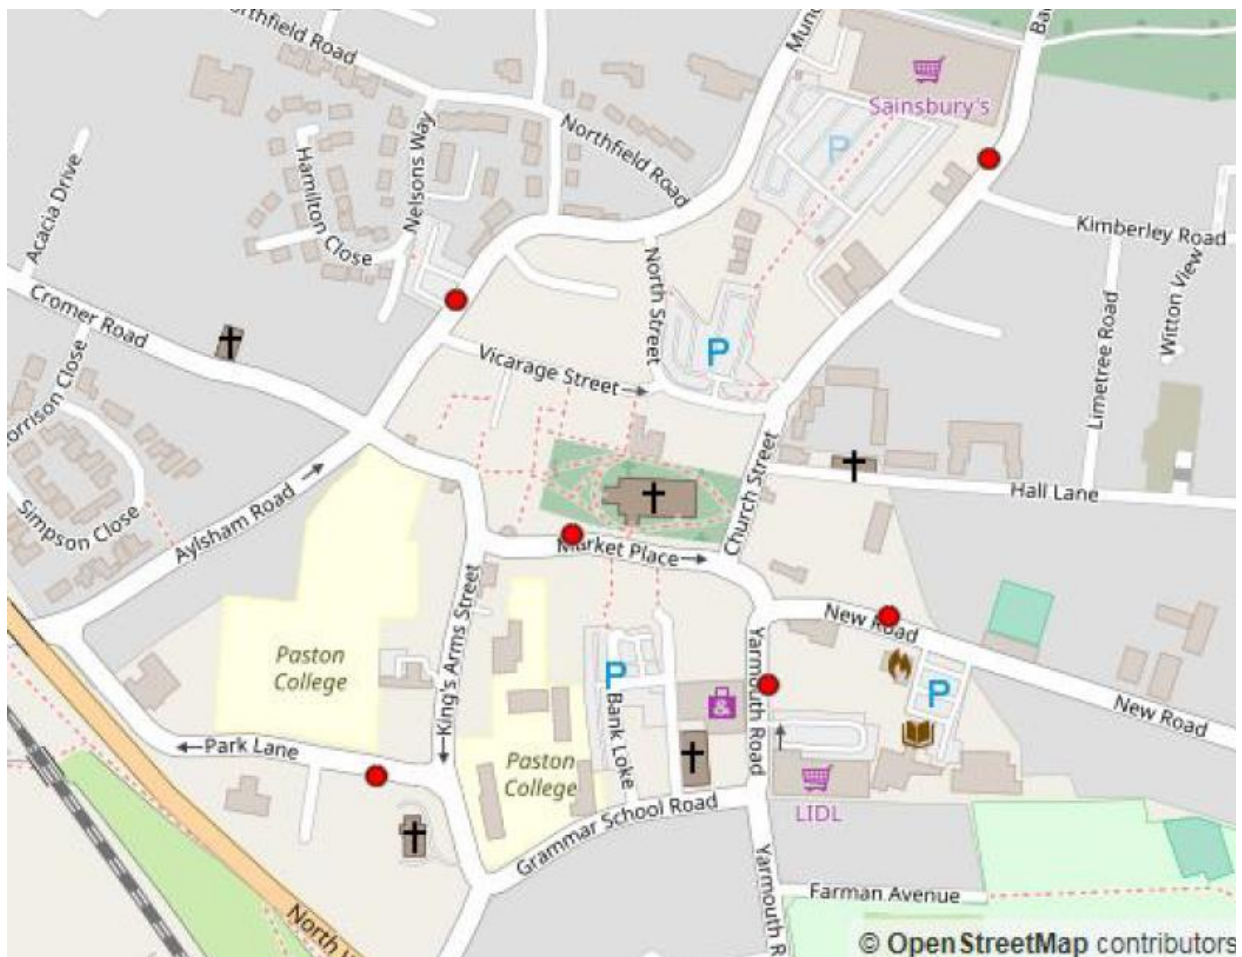 Northfield Road
Sainsbury's
P
Acacia Drive
Hamilton Close
Nelsons Way
Northfield Road
Kimberley Road
Witton View
Limetree Road
Cromer Road
North Street
P
Vicarage Street
Simpson Close
Aylsham Road
Church Street
Hall Lane
Market Place
Paston
College
King's Arms Street
P
Bank Loke
Yarmouth Road
New Road
P
New Road
Park Lane
Paston
College
LIDL
Grammar School Road
Yarmouth R
Farman Avenue
North
© OpenStreetMap contributors